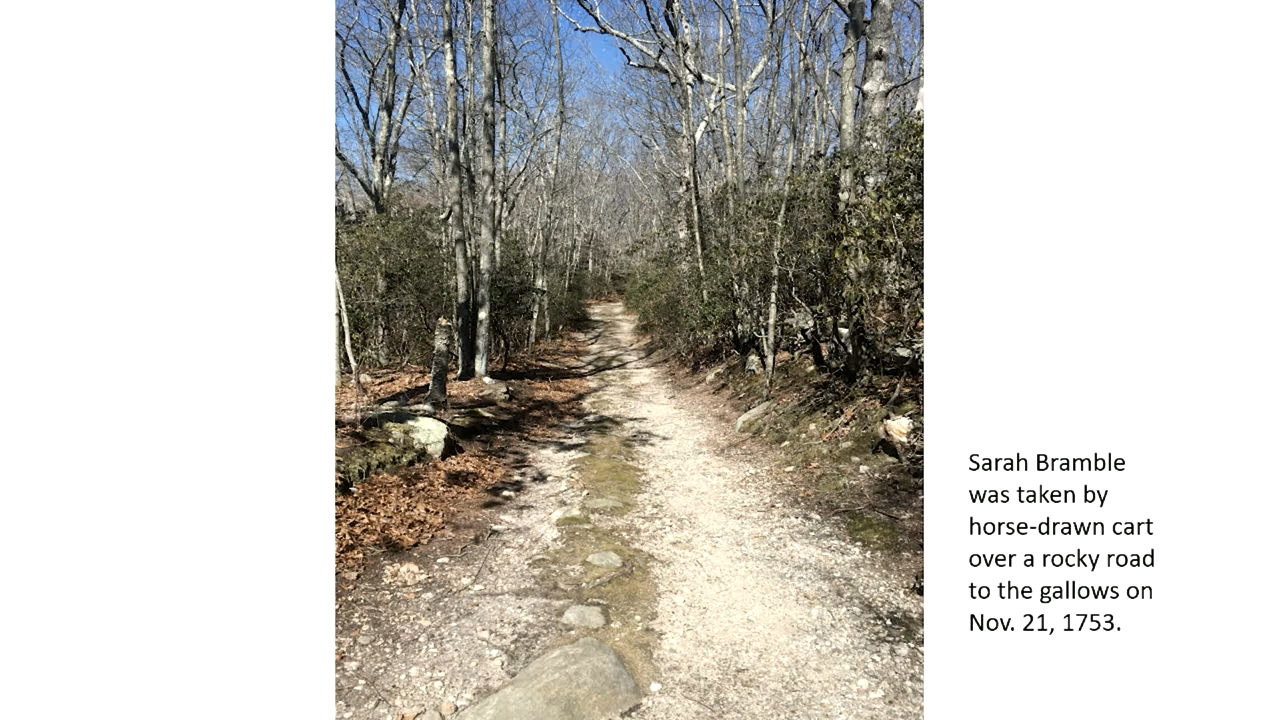 Sarah Bramble
was taken by
horse-drawn cart
over a rocky road
to the gallows on
Nov. 21, 1753.